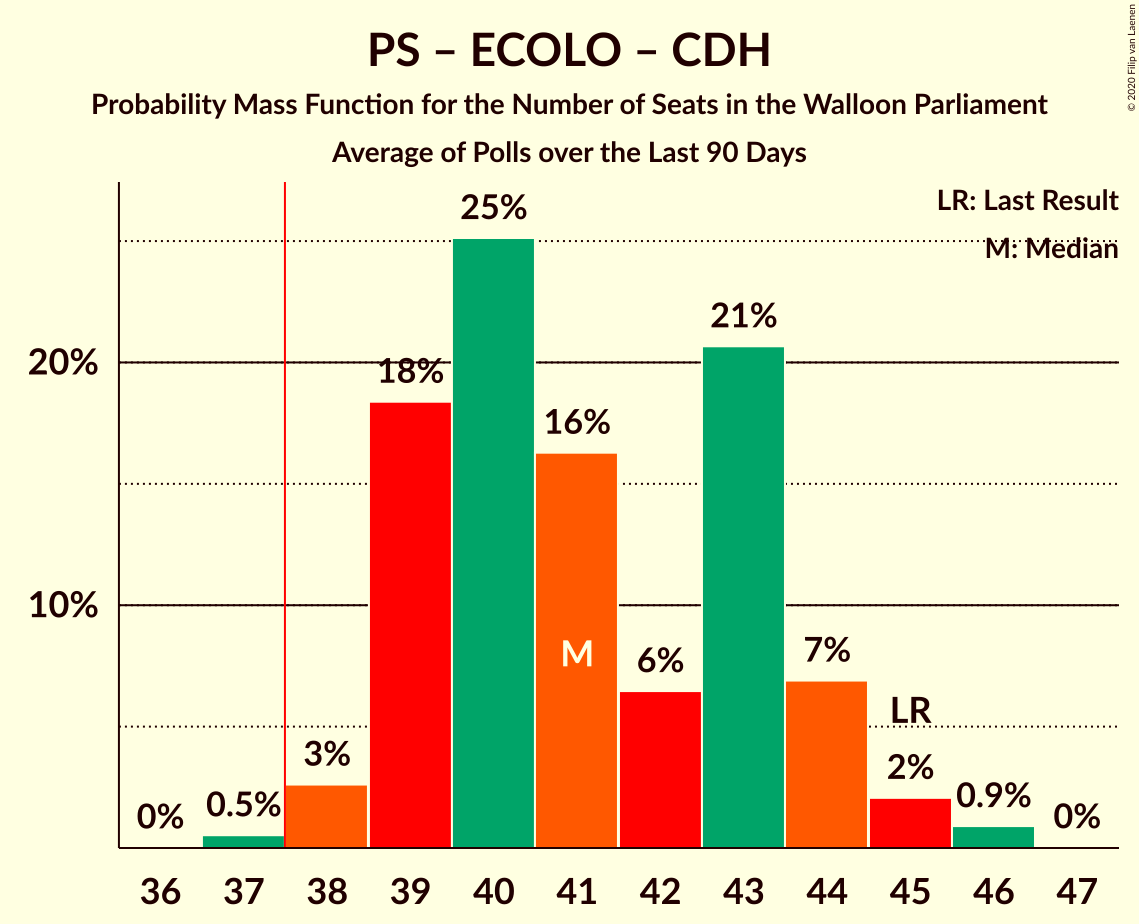 PS – ECOLO – CDH
Probability Mass Function for the Number of Seats in the Walloon Parliament
Average of Polls over the Last 90 Days
© 2020 Filip van Laenen
LR: Last Result
M: Median
20%
10%
0%
0.5%
3%
18%
25%
16%
6%
21%
7%
2%
0.9%
0%
M
LR
36 37 38 39 40 41 42 43 44 45 46 47